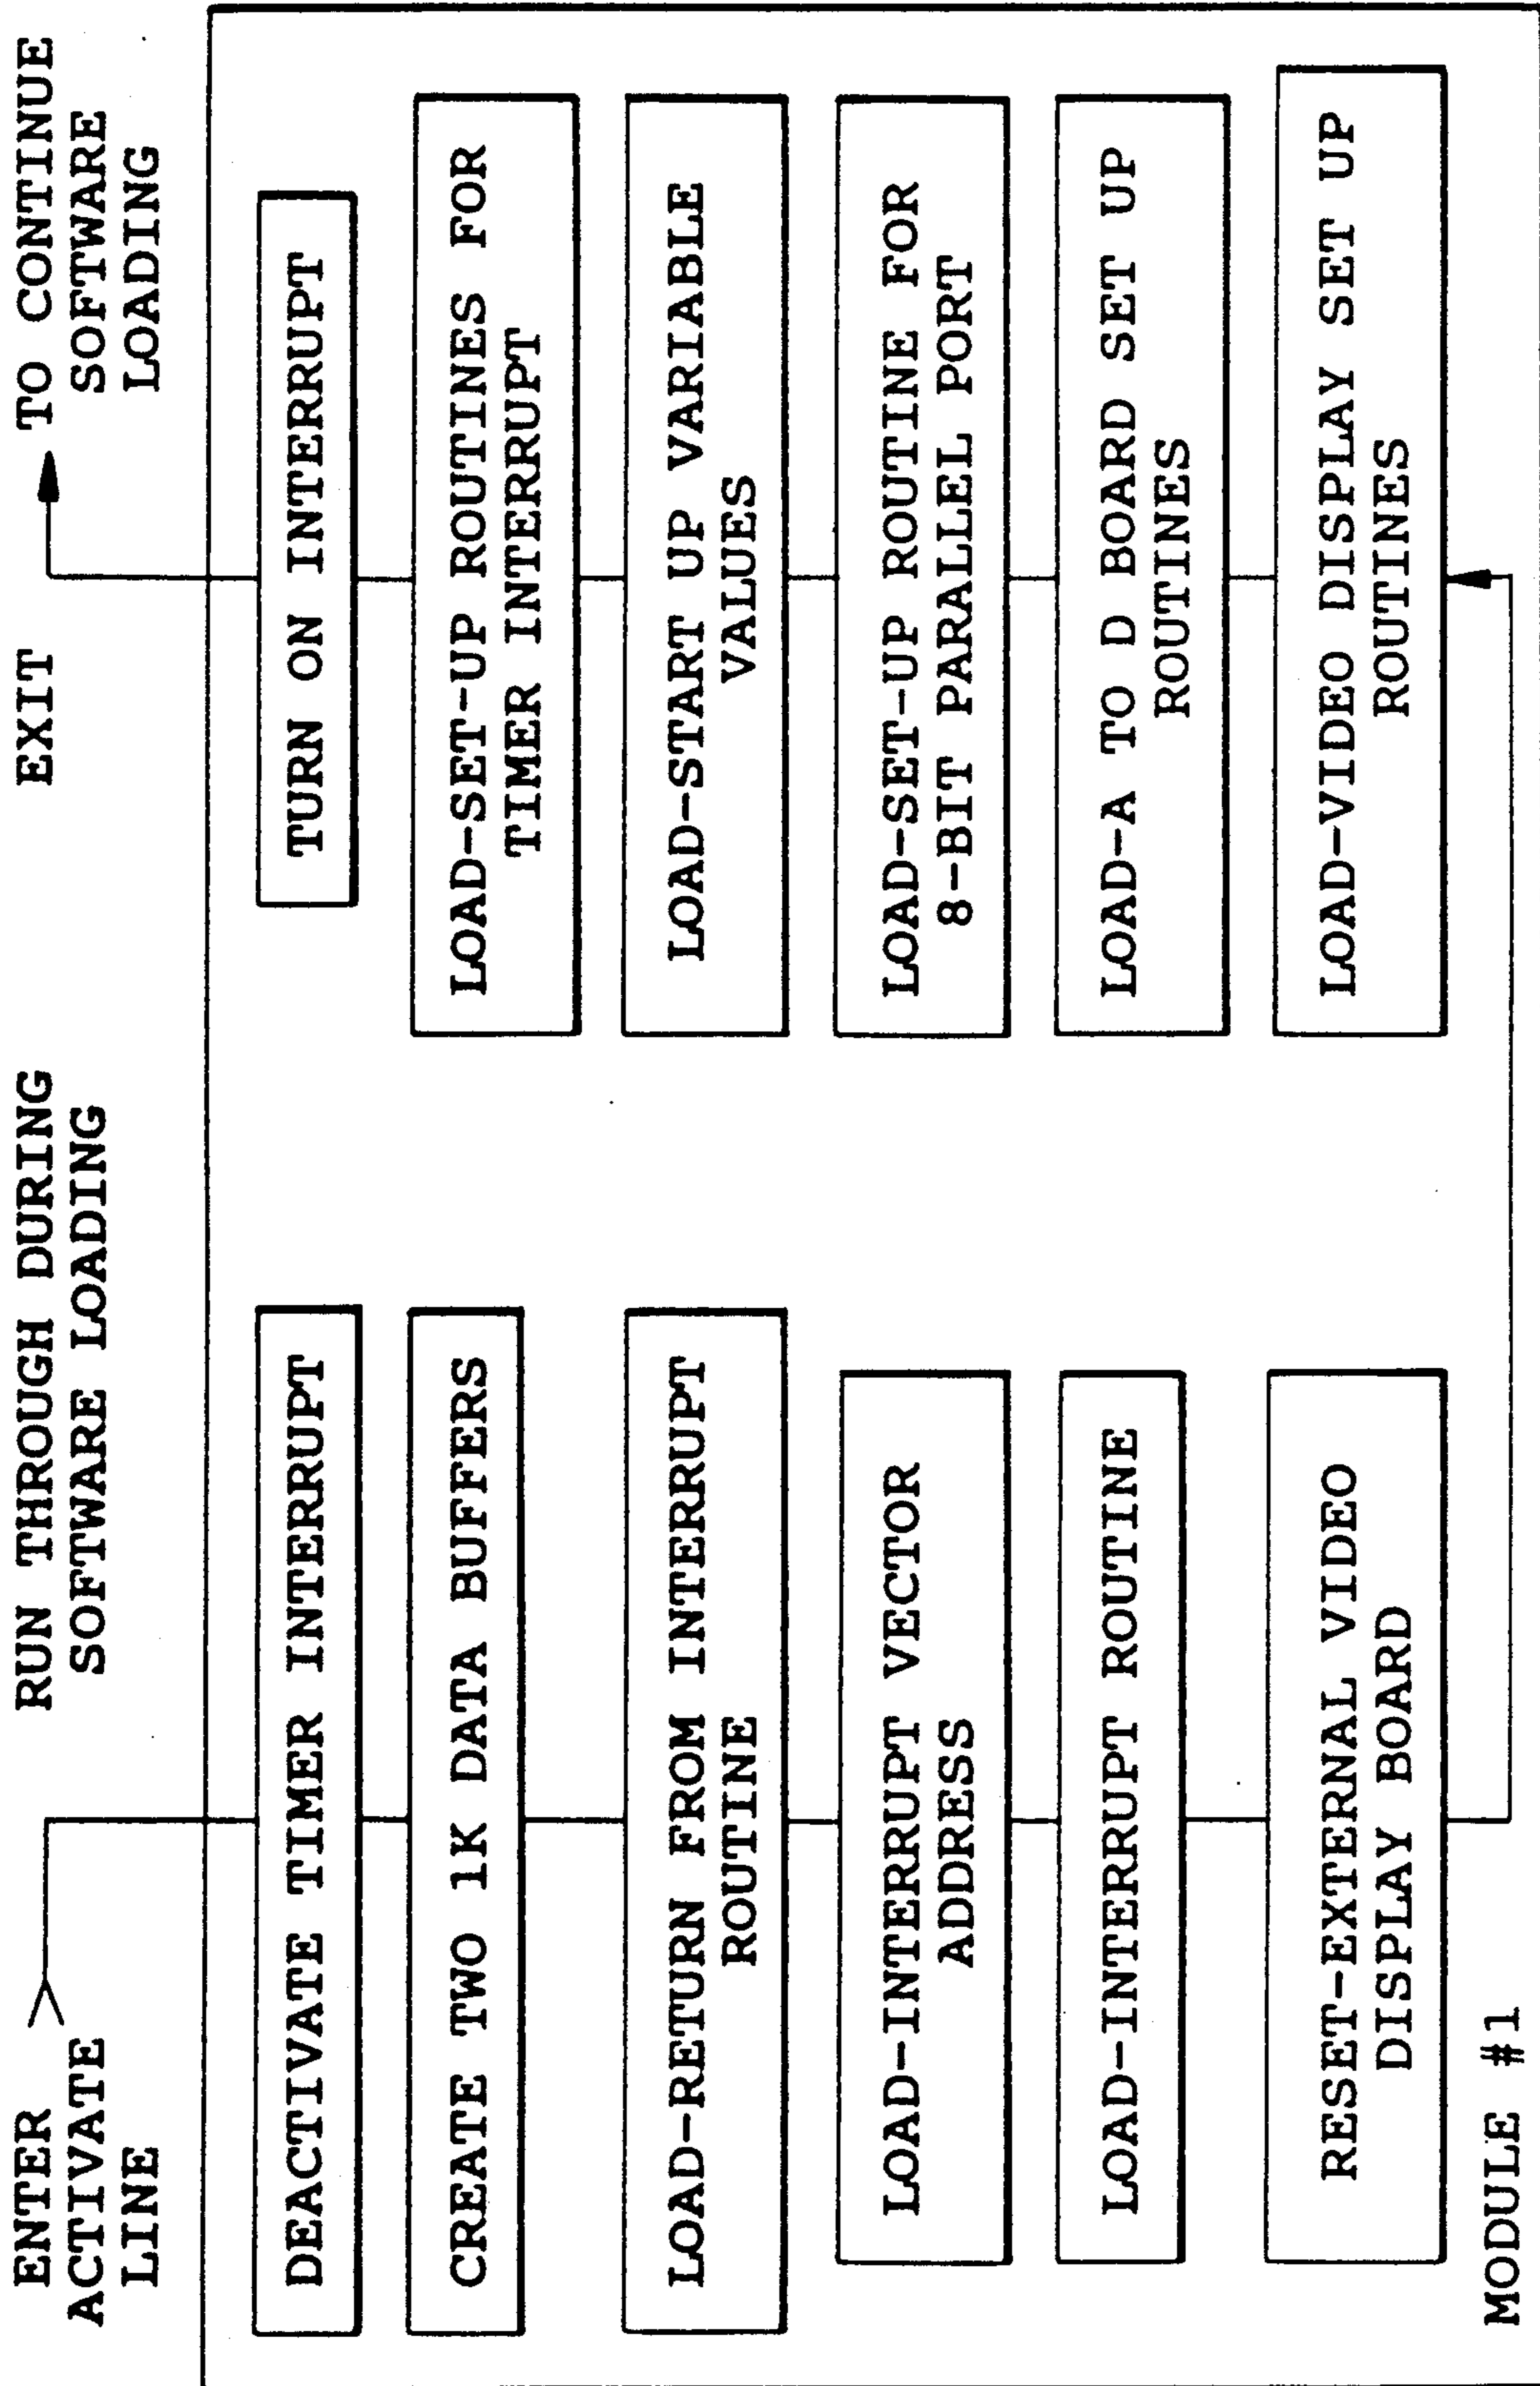 ENTER
ACTIVATE
LINE
RUN THROUGH DURING
SOFTWARE LOADING
EXIT
TO CONTINUE
SOFTWARE
LOADING
DEACTIVATE TIMER INTERRUPT
CREATE TWO 1K DATA BUFFERS
LOAD-RETURN FROM INTERRUPT
ROUTINE
LOAD-INTERRUPT VECTOR
ADDRESS
LOAD-INTERRUPT ROUTINE
RESET-EXTERNAL VIDEO
DISPLAY BOARD
TURN ON INTERRUPT
LOAD-SET-UP ROUTINES FOR
TIMER INTERRUPT
LOAD-START UP VARIABLE
VALUES
LOAD-SET-UP ROUTINE FOR
8-BIT PARALLEL PORT
LOAD-A TO D BOARD SET UP
ROUTINES
LOAD-VIDEO DISPLAY SET UP
ROUTINES
MODULE #1